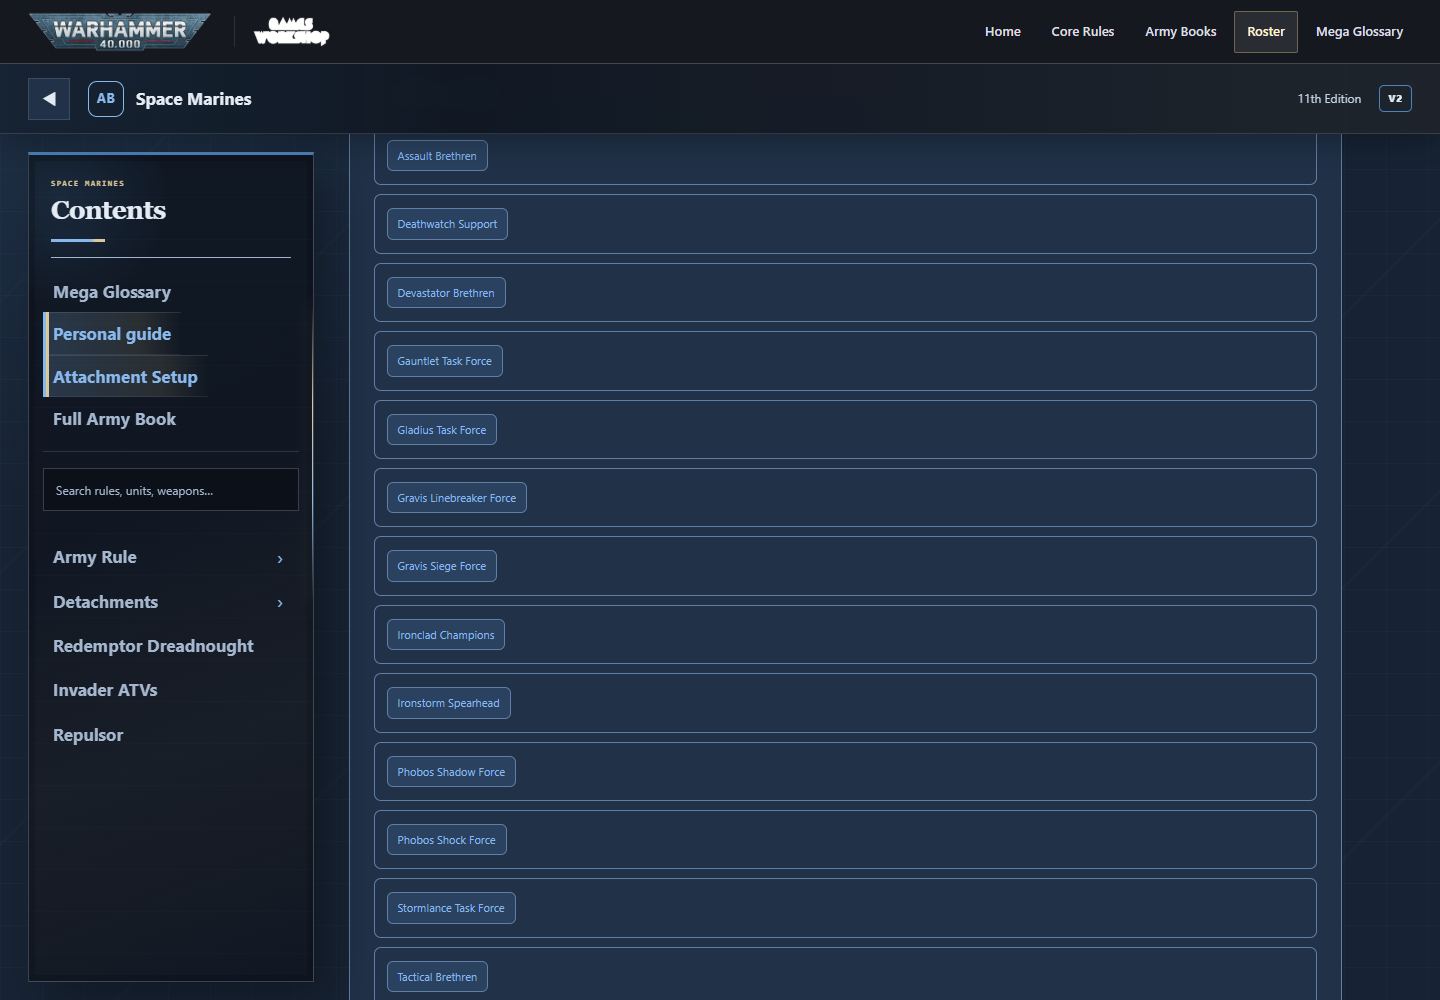 WARHAMMER
40,000
GAMES
WORKSHOP
Home
Core Rules
Army Books
Roster
Mega Glossary
◀
AB
Space Marines
11th Edition
V2
SPACE MARINES
Contents
Mega Glossary
Personal guide
Attachment Setup
Full Army Book
Search rules, units, weapons...
Army Rule ›
Detachments ›
Redemptor Dreadnought
Invader ATVs
Repulsor
Assault Brethren
Deathwatch Support
Devastator Brethren
Gauntlet Task Force
Gladius Task Force
Gravis Linebreaker Force
Gravis Siege Force
Ironclad Champions
Ironstorm Spearhead
Phobos Shadow Force
Phobos Shock Force
Stormlance Task Force
Tactical Brethren